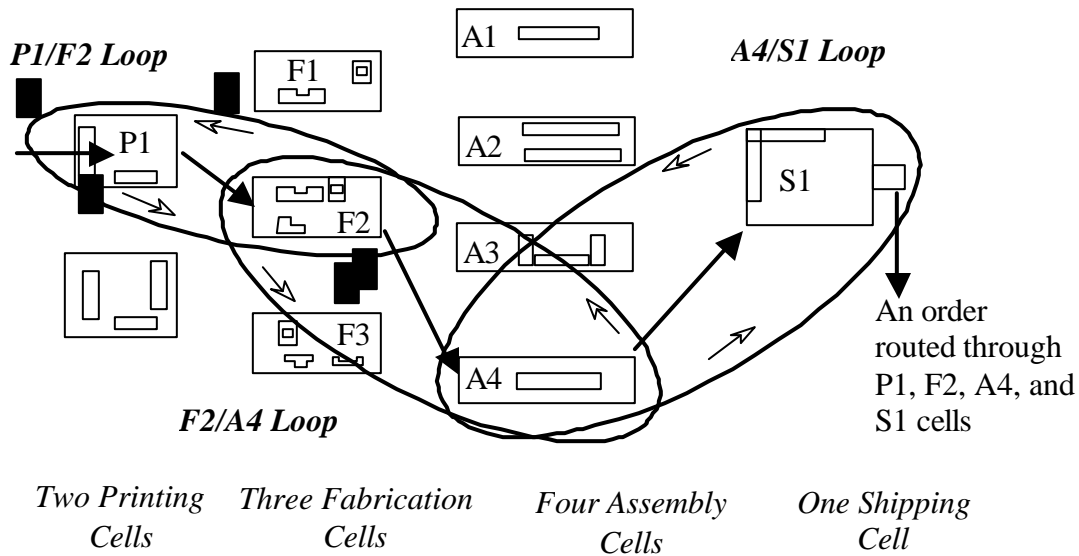 A1
P1/F2 Loop
A4/S1 Loop
F1
P1
A2
S1
F2
A3
F3
An order
routed through
P1, F2, A4, and
S1 cells
A4
F2/A4 Loop
Two Printing
Cells
Three Fabrication
Cells
Four Assembly
Cells
One Shipping
Cell